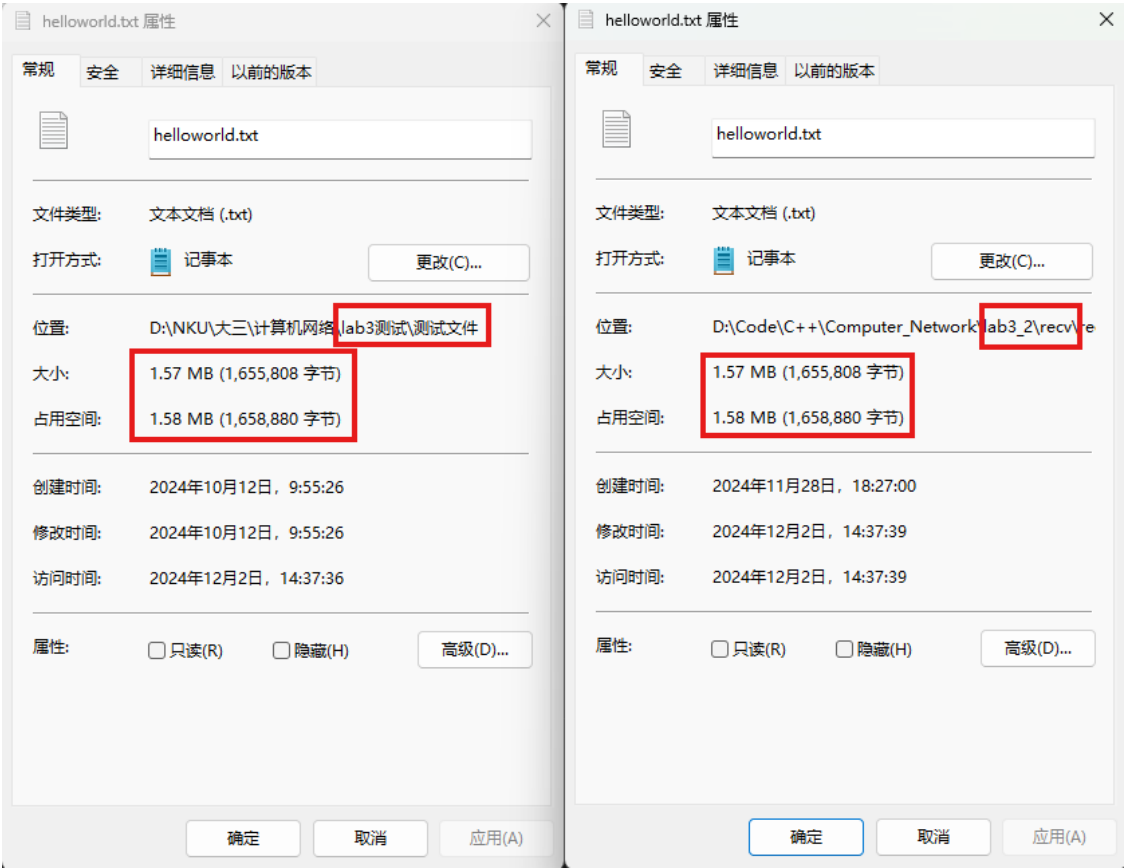 helloworld.txt 属性
常规 安全 详细信息 以前的版本
helloworld.txt
文件类型: 文本文档 (.txt)
打开方式: 记事本 更改(C)...
位置: D:\NKU\大三\计算机网络\lab3测试\测试文件
大小: 1.57 MB (1,655,808 字节)
占用空间: 1.58 MB (1,658,880 字节)
创建时间: 2024年10月12日，9:55:26
修改时间: 2024年10月12日，9:55:26
访问时间: 2024年12月2日，14:37:36
属性: 只读(R) 隐藏(H) 高级(D)...
确定 取消 应用(A)
helloworld.txt 属性
常规 安全 详细信息 以前的版本
helloworld.txt
文件类型: 文本文档 (.txt)
打开方式: 记事本 更改(C)...
位置: D:\Code\C++\Computer_Network\lab3_2\recv\re
大小: 1.57 MB (1,655,808 字节)
占用空间: 1.58 MB (1,658,880 字节)
创建时间: 2024年11月28日，18:27:00
修改时间: 2024年12月2日，14:37:39
访问时间: 2024年12月2日，14:37:39
属性: 只读(R) 隐藏(H) 高级(D)...
确定 取消 应用(A)